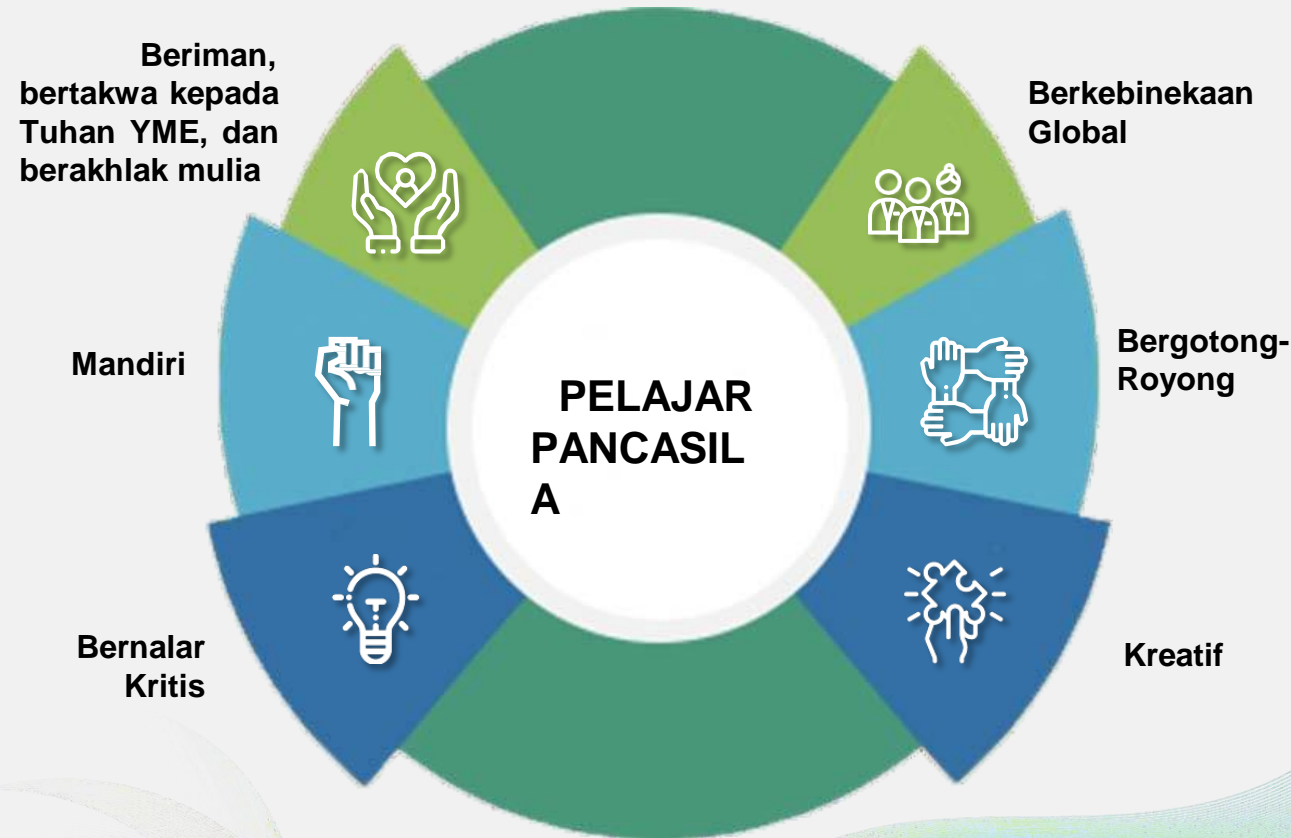 Beriman,
bertakwa kepada
Tuhan YME, dan
berakhlak mulia
Berkebinekaan
Global
Mandiri
Bergotong-
Royong
PELAJAR
PANCASIL
A
Bernalar
Kritis
Kreatif